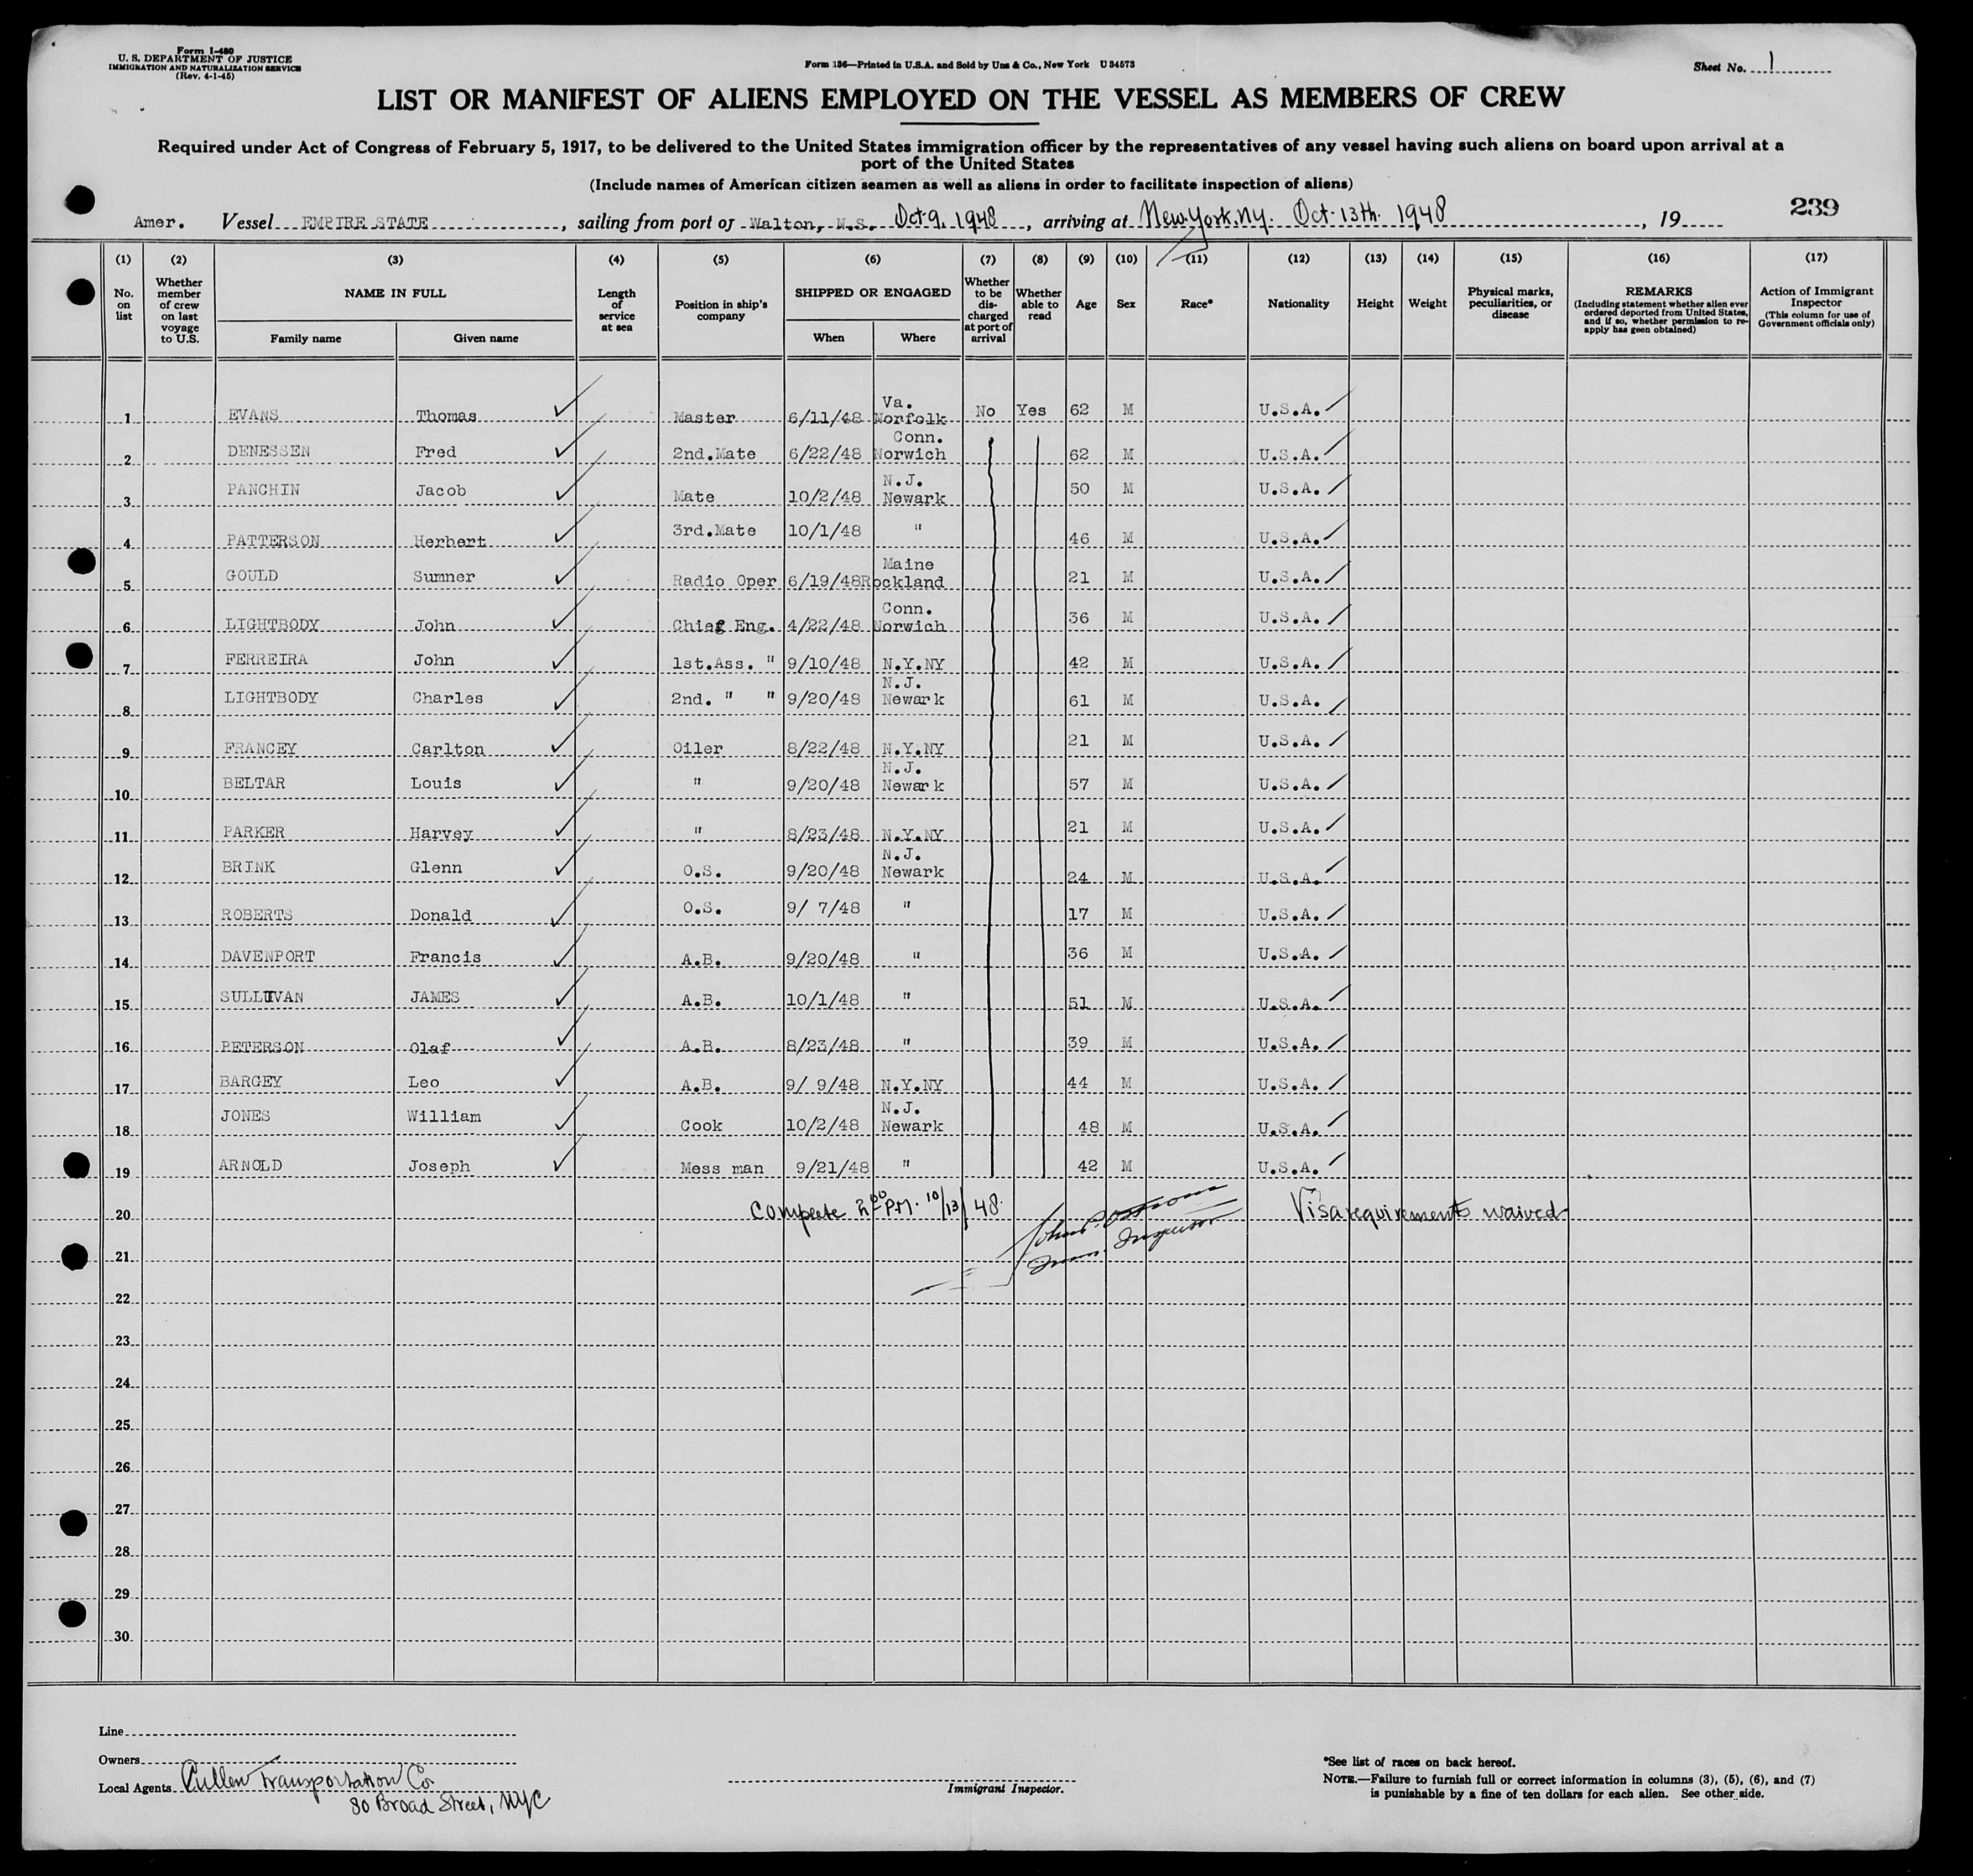 Form I-480
U. S. DEPARTMENT OF JUSTICE
IMMIGRATION AND NATURALIZATION SERVICE
(Rev. 4-1-45)
Form 136—Printed in U.S.A. and Sold by Unz & Co., New York U 34573
Sheet No. 1
LIST OR MANIFEST OF ALIENS EMPLOYED ON THE VESSEL AS MEMBERS OF CREW
Required under Act of Congress of February 5, 1917, to be delivered to the United States immigration officer by the representatives of any vessel having such aliens on board upon arrival at a
port of the United States
(Include names of American citizen seamen as well as aliens in order to facilitate inspection of aliens)
239
Amer. Vessel EMPIRE STATE, sailing from port of Walton, N.S. Oct 9, 1948, arriving at New York, NY. Oct. 13th. 1948, 19
(1) (2) (3) (4) (5) (6) (7) (8) (9) (10) (11) (12) (13) (14) (15) (16) (17)
No. on list
Whether member of crew on last voyage to U.S.
NAME IN FULL
Family name Given name
Length of service at sea
Position in ship's company
SHIPPED OR ENGAGED
When Where
Whether to be discharged at port of arrival
Whether able to read
Age Sex Race* Nationality Height Weight
Physical marks, peculiarities, or disease
REMARKS
(Including statement whether alien ever ordered deported from United States, and if so, whether permission to reapply has geen obtained)
Action of Immigrant Inspector
(This column for use of Government officials only)
1 EVANS Thomas Master 6/11/48 Va. Norfolk No Yes 62 M U.S.A.
2 DENESSEN Fred 2nd.Mate 6/22/48 Conn. Norwich 62 M U.S.A.
3 PANCHIN Jacob Mate 10/2/48 N.J. Newark 50 M U.S.A.
4 PATTERSON Herbert 3rd.Mate 10/1/48 " 46 M U.S.A.
5 GOULD Sumner Radio Oper 6/19/48 Maine Rockland 21 M U.S.A.
6 LIGHTBODY John Chief Eng. 4/22/48 Conn. Norwich 36 M U.S.A.
7 FERREIRA John 1st.Ass. " 9/10/48 N.Y.NY 42 M U.S.A.
8 LIGHTBODY Charles 2nd. " " 9/20/48 N.J. Newark 61 M U.S.A.
9 FRANCEY Carlton Oiler 8/22/48 N.Y.NY 21 M U.S.A.
10 BELTAR Louis " 9/20/48 N.J. Newark 57 M U.S.A.
11 PARKER Harvey " 8/23/48 N.Y.NY 21 M U.S.A.
12 BRINK Glenn O.S. 9/20/48 N.J. Newark 24 M U.S.A.
13 ROBERTS Donald O.S. 9/ 7/48 " 17 M U.S.A.
14 DAVENPORT Francis A.B. 9/20/48 " 36 M U.S.A.
15 SULLIVAN JAMES A.B. 10/1/48 " 51 M U.S.A.
16 PETERSON Olaf A.B. 8/23/48 " 39 M U.S.A.
17 BARGEY Leo A.B. 9/ 9/48 N.Y.NY 44 M U.S.A.
18 JONES William Cook 10/2/48 N.J. Newark 48 M U.S.A.
19 ARNOLD Joseph Mess man 9/21/48 " 42 M U.S.A.
20 Complete 2 00 P.M. 10/13/48. Visa requirements waived
John P.
Imm. Inspector
21
22
23
24
25
26
27
28
29
30
Line
Owners
Local Agents Cullen Transportation Co
80 Broad Street, NYC
Immigrant Inspector.
*See list of races on back hereof.
NOTE.—Failure to furnish full or correct information in columns (3), (5), (6), and (7)
is punishable by a fine of ten dollars for each alien. See other side.